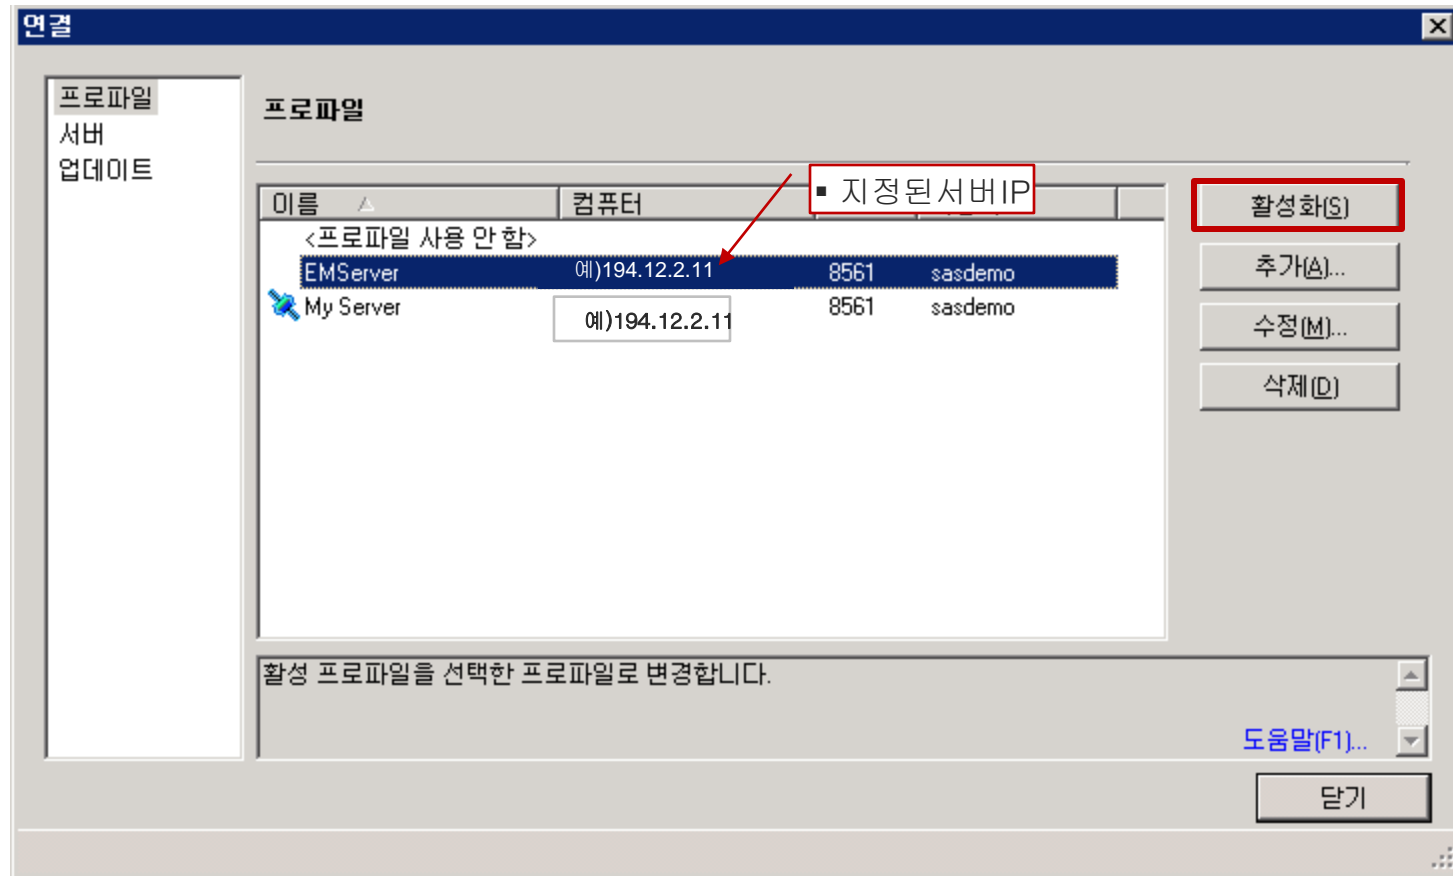 연결
프로파일
서버
업데이트
프로파일
이름 컴퓨터
▪ 지정된서버IP
<프로파일 사용 안 함>
EMServer 예)194.12.2.11 8561 sasdemo
My Server 예)194.12.2.11 8561 sasdemo
활성화(S)
추가(A)...
수정(M)...
삭제(D)
활성 프로파일을 선택한 프로파일로 변경합니다.
도움말(F1)...
닫기